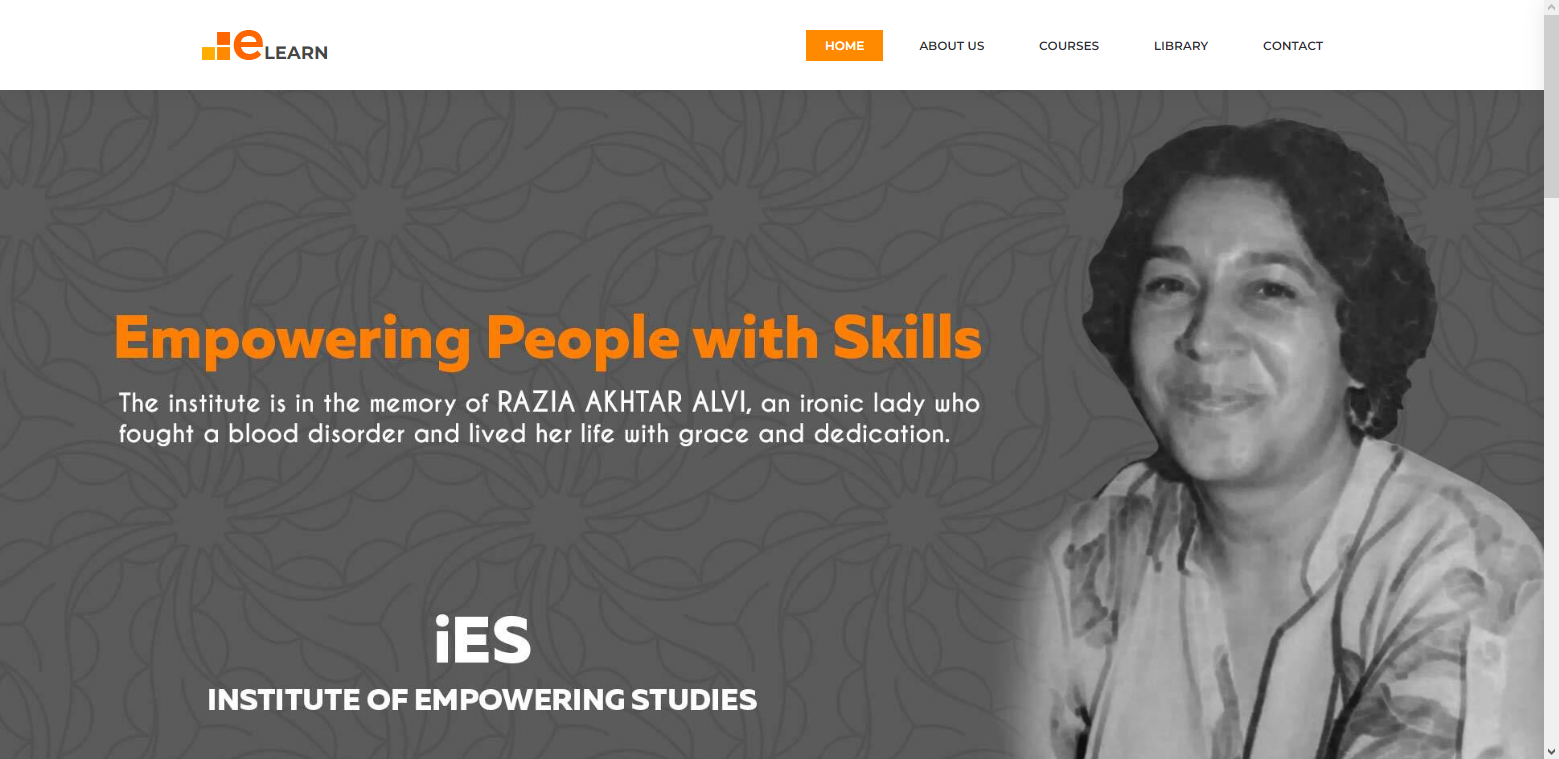 eLEARN
HOME ABOUT US COURSES LIBRARY CONTACT
Empowering People with Skills
The institute is in the memory of RAZIA AKHTAR ALVI, an ironic lady who
fought a blood disorder and lived her life with grace and dedication.
iES
INSTITUTE OF EMPOWERING STUDIES